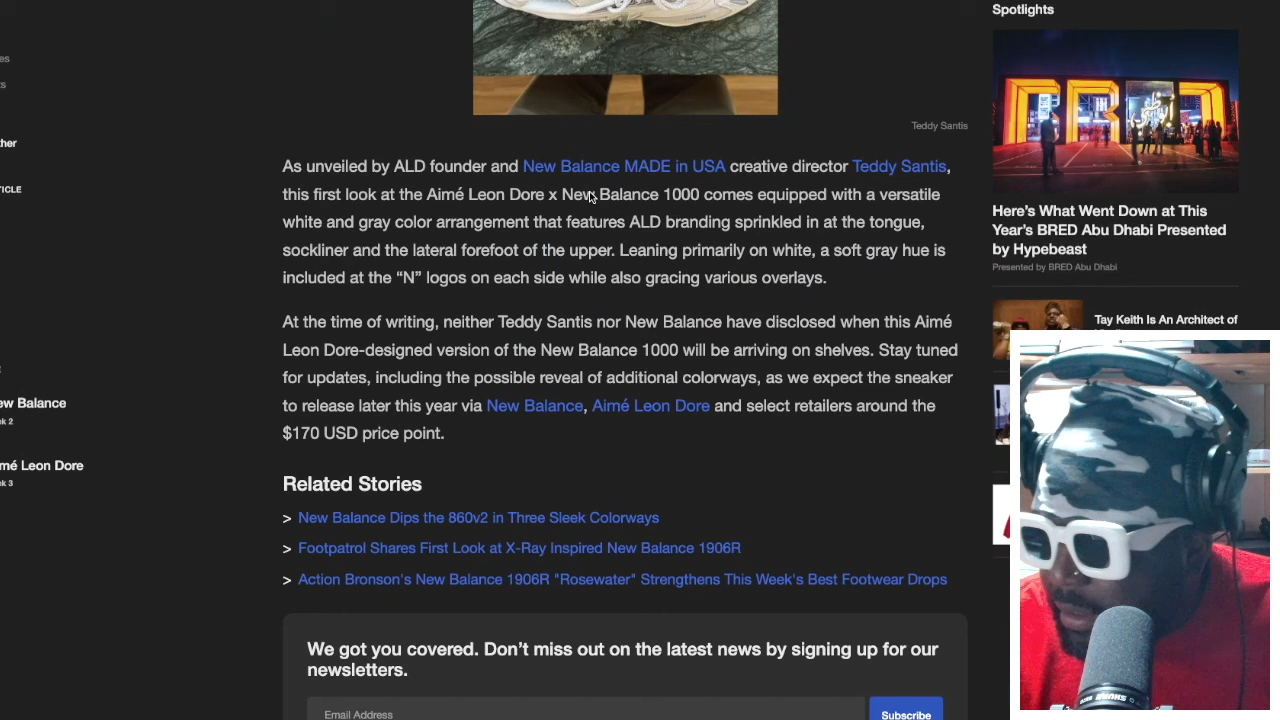 Spotlights
es
ts
Teddy Santis
ther
TICLE
As unveiled by ALD founder and New Balance MADE in USA creative director Teddy Santis,
this first look at the Aimé Leon Dore x New Balance 1000 comes equipped with a versatile
white and gray color arrangement that features ALD branding sprinkled in at the tongue,
sockliner and the lateral forefoot of the upper. Leaning primarily on white, a soft gray hue is
included at the “N” logos on each side while also gracing various overlays.
Here’s What Went Down at This
Year’s BRED Abu Dhabi Presented
by Hypebeast
Presented by BRED Abu Dhabi
At the time of writing, neither Teddy Santis nor New Balance have disclosed when this Aimé
Leon Dore-designed version of the New Balance 1000 will be arriving on shelves. Stay tuned
for updates, including the possible reveal of additional colorways, as we expect the sneaker
to release later this year via New Balance, Aimé Leon Dore and select retailers around the
$170 USD price point.
Tay Keith Is An Architect of
ew Balance
ek 2
mé Leon Dore
ek 3
Related Stories
> New Balance Dips the 860v2 in Three Sleek Colorways
> Footpatrol Shares First Look at X-Ray Inspired New Balance 1906R
> Action Bronson's New Balance 1906R "Rosewater" Strengthens This Week's Best Footwear Drops
We got you covered. Don’t miss out on the latest news by signing up for our
newsletters.
Email Address
Subscribe
SHURE